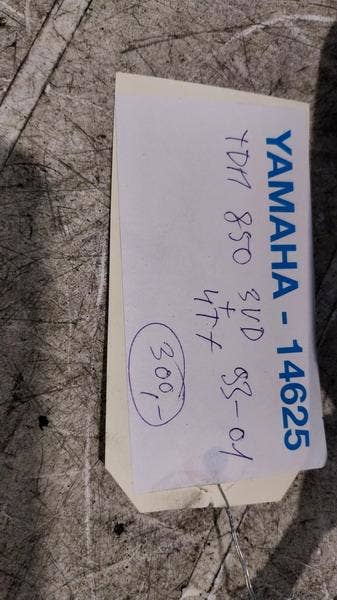 YAMAHA - 14625
TDM 850 3VD 93-01
+
4TX
300,-